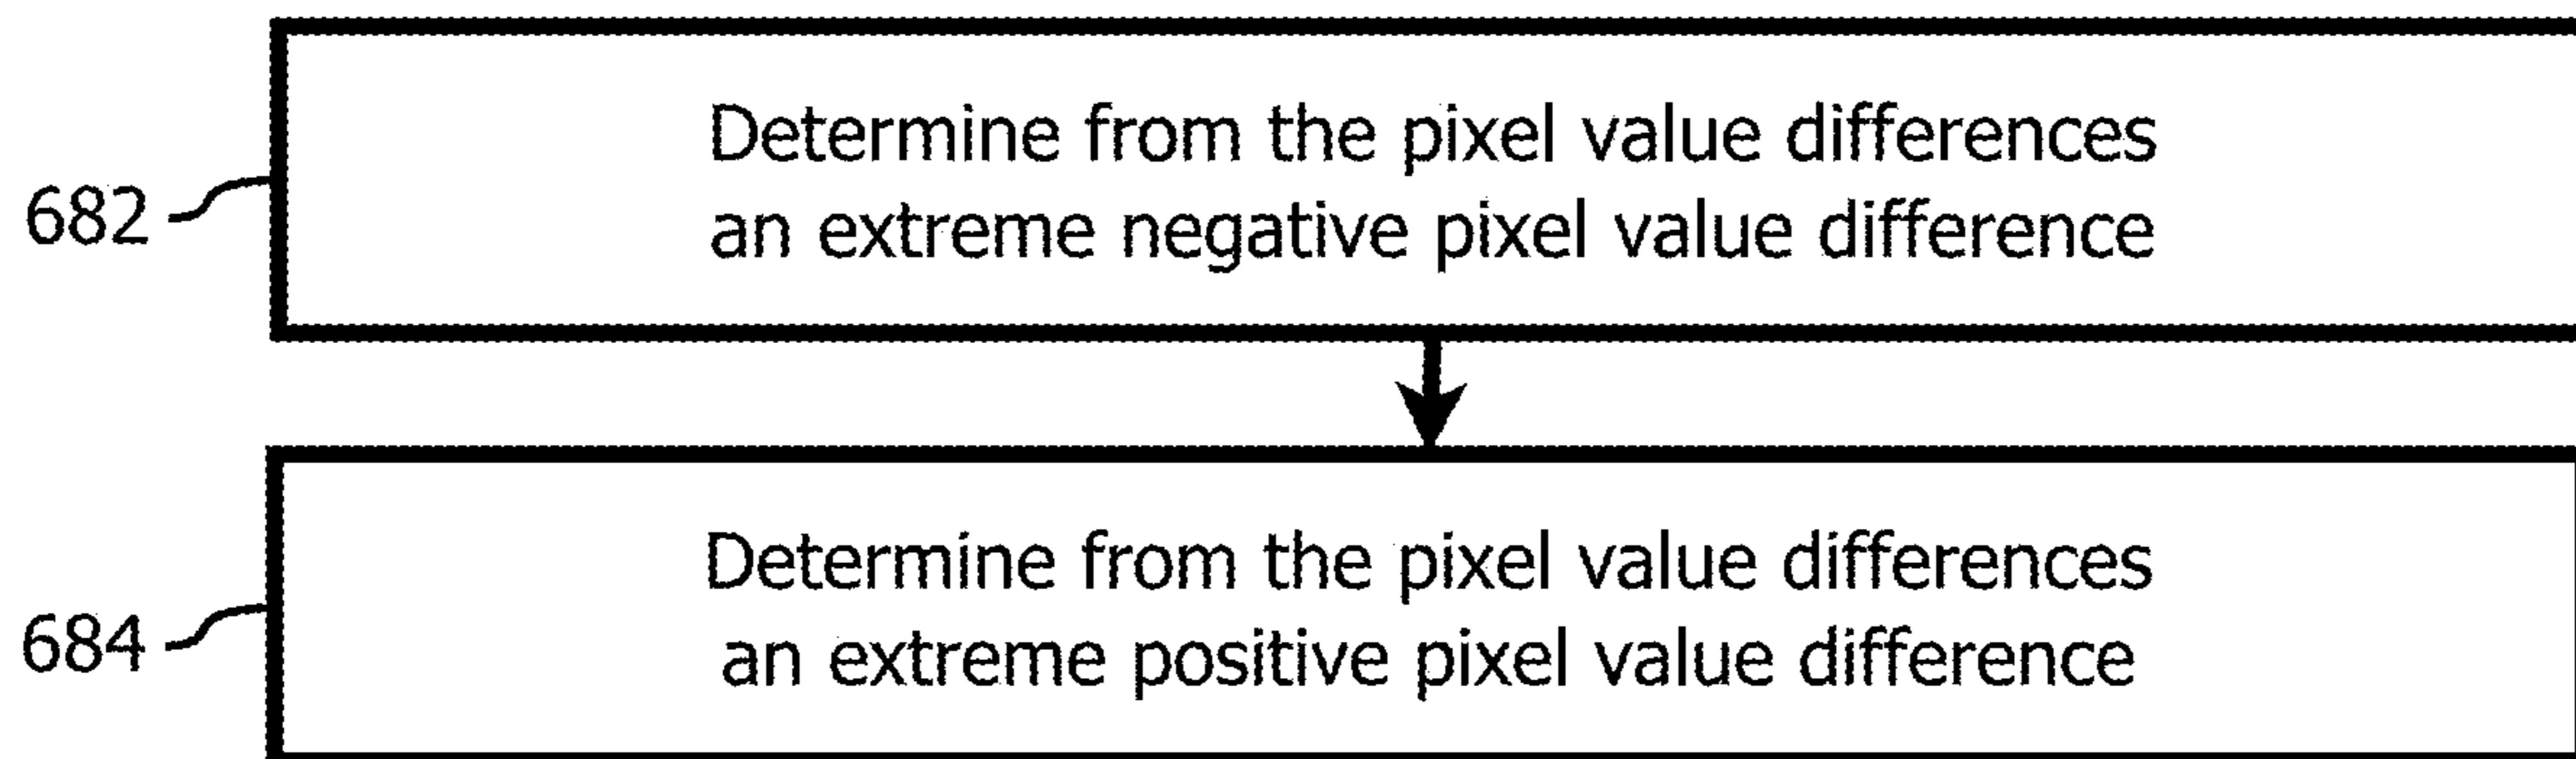 Determine from the pixel value differences
an extreme negative pixel value difference
682
Determine from the pixel value differences
an extreme positive pixel value difference
684